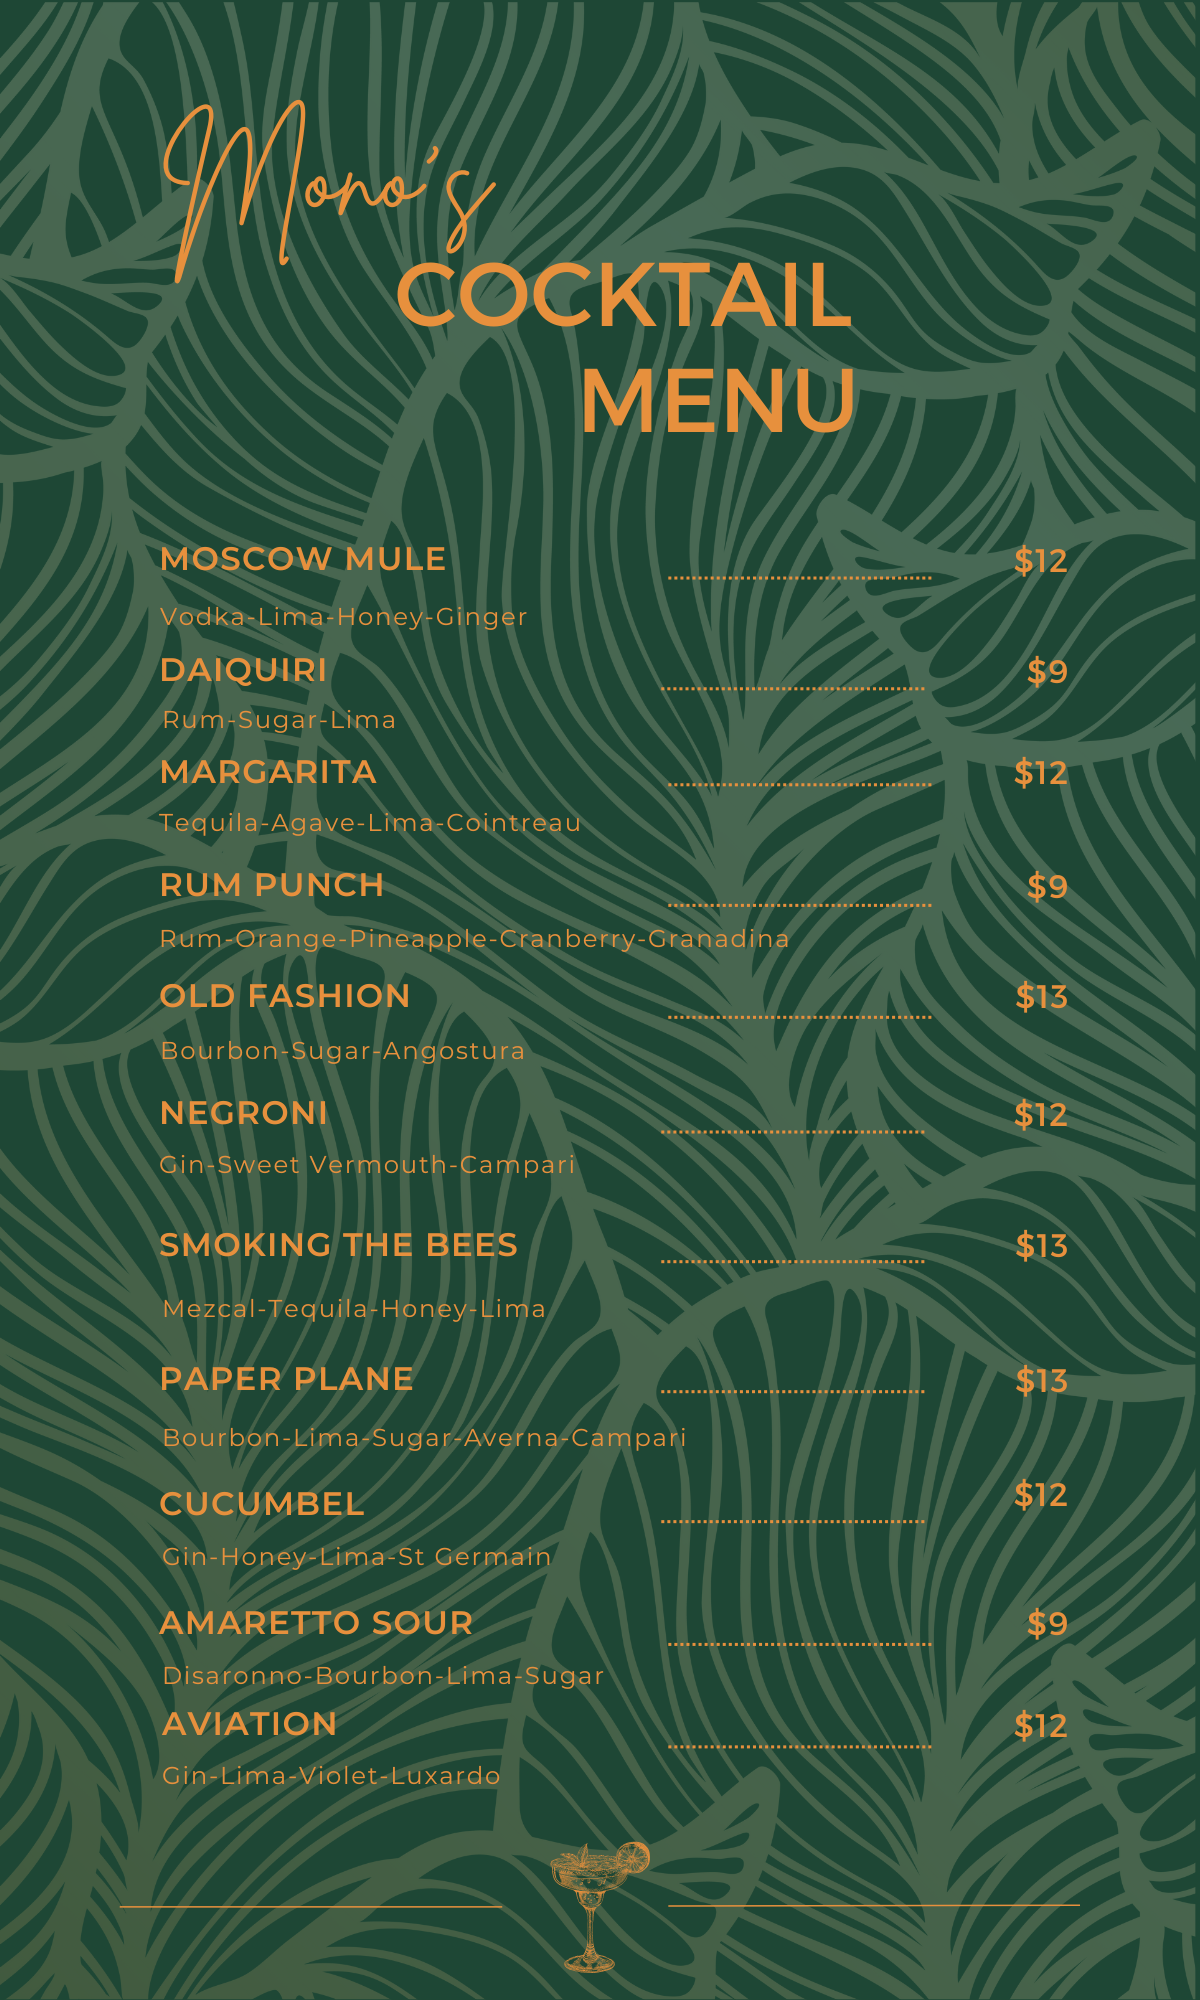 Mono's
COCKTAIL
MENU
MOSCOW MULE ........ $12
Vodka-Lima-Honey-Ginger
DAIQUIRI ........ $9
Rum-Sugar-Lima
MARGARITA ........ $12
Tequila-Agave-Lima-Cointreau
RUM PUNCH ........ $9
Rum-Orange-Pineapple-Cranberry-Granadina
OLD FASHION ........ $13
Bourbon-Sugar-Angostura
NEGRONI ........ $12
Gin-Sweet Vermouth-Campari
SMOKING THE BEES ........ $13
Mezcal-Tequila-Honey-Lima
PAPER PLANE ........ $13
Bourbon-Lima-Sugar-Averna-Campari
CUCUMBEL ........ $12
Gin-Honey-Lima-St Germain
AMARETTO SOUR ........ $9
Disaronno-Bourbon-Lima-Sugar
AVIATION ........ $12
Gin-Lima-Violet-Luxardo